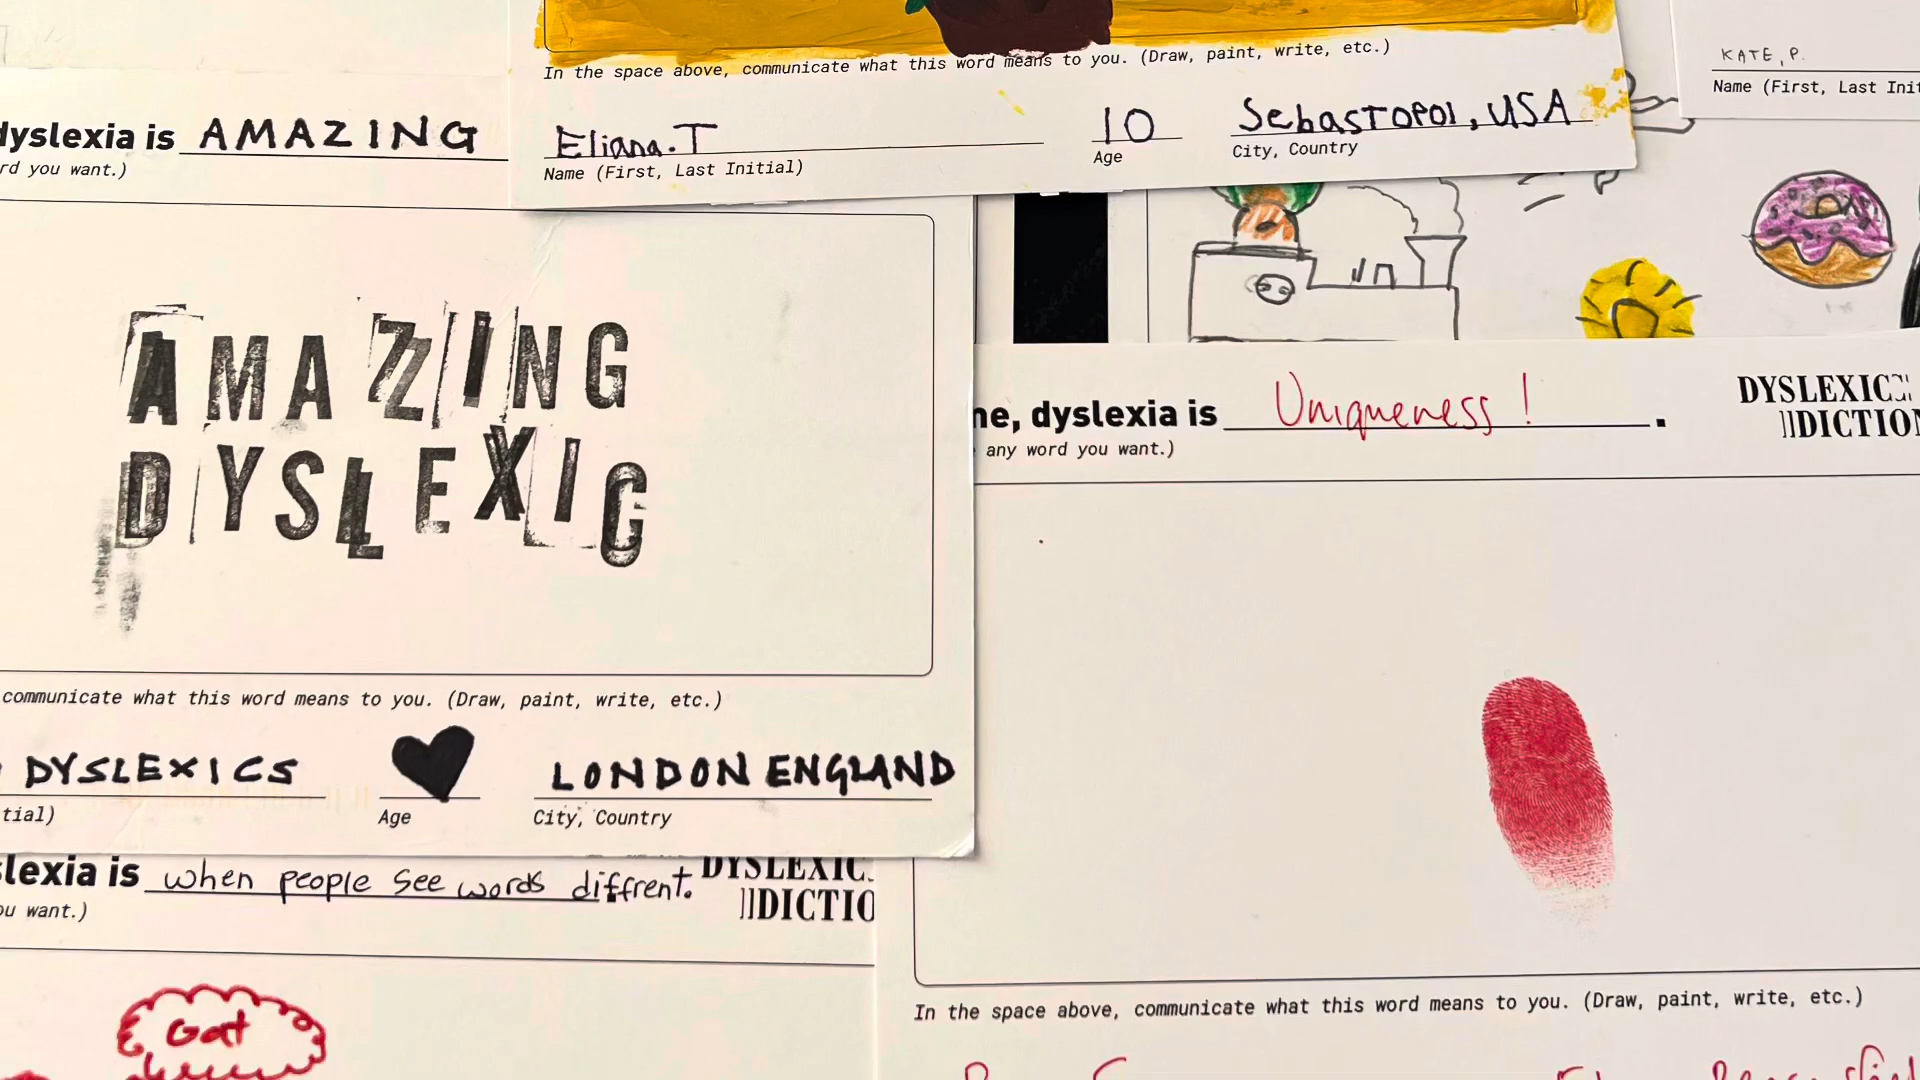 In the space above, communicate what this word means to you. (Draw, paint, write, etc.)
Eliana.T
10
Sebastopol, USA
Name (First, Last Initial)
Age
City, Country
KATE, P.
Name (First, Last Init
dyslexia is AMAZING
rd you want.)
AMAZING
DYSLEXIC
communicate what this word means to you. (Draw, paint, write, etc.)
DYSLEXICS
LONDON ENGLAND
tial)
Age
City, Country
ne, dyslexia is Uniqueness! .
any word you want.)
DYSLEXIC
DICTION
In the space above, communicate what this word means to you. (Draw, paint, write, etc.)
slexia is when people see words diffrent.
ou want.)
DYSLEXIC
DICTIO
Gat